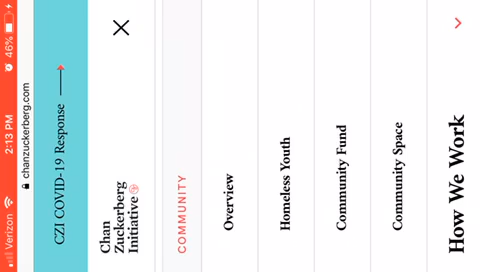 Verizon 2:13 PM 46%
chanzuckerberg.com
CZI COVID-19 Response →
Chan
Zuckerberg
Initiative
COMMUNITY
Overview
Homeless Youth
Community Fund
Community Space
How We Work